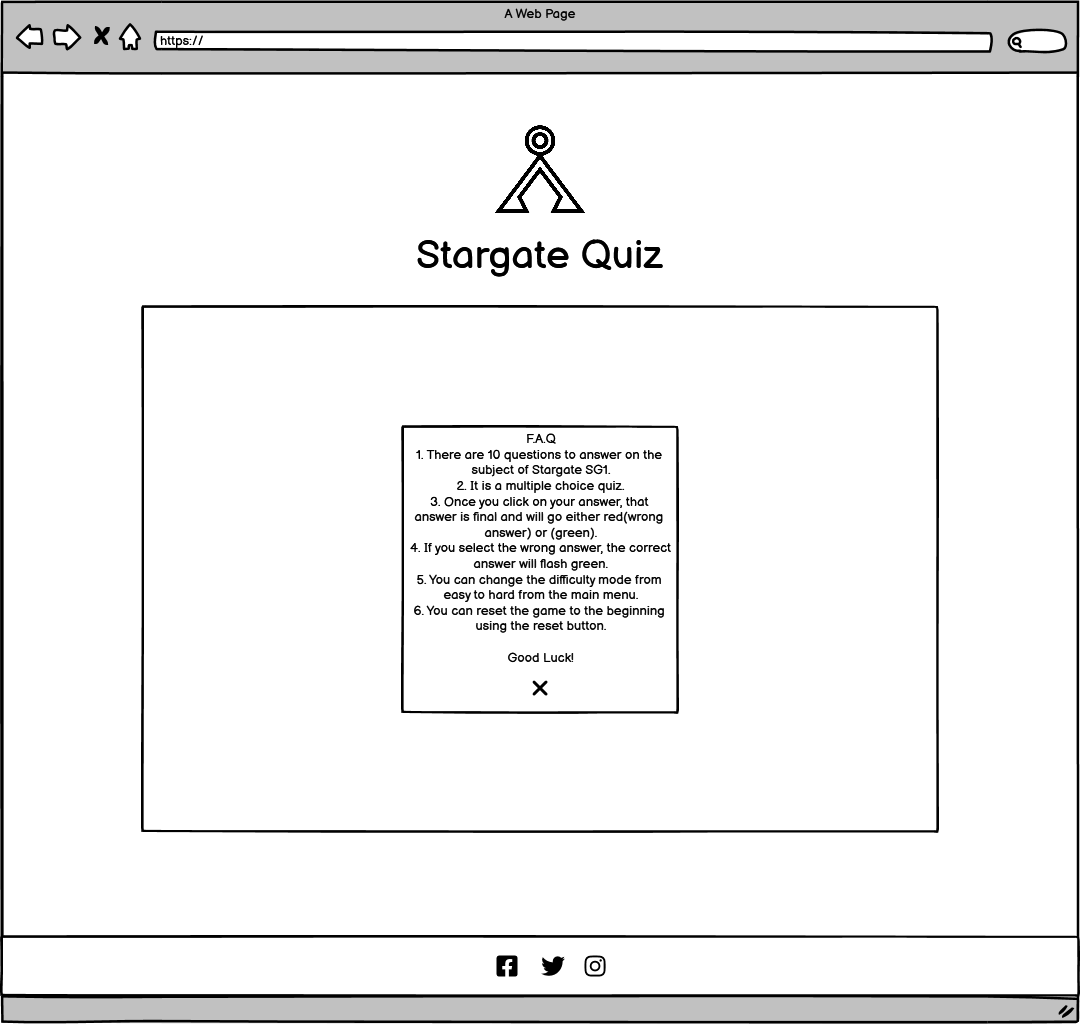 A Web Page
https://
Stargate Quiz
F.A.Q
1. There are 10 questions to answer on the
subject of Stargate SG1.
2. It is a multiple choice quiz.
3. Once you click on your answer, that
answer is final and will go either red(wrong
answer) or (green).
4. If you select the wrong answer, the correct
answer will flash green.
5. You can change the difficulty mode from
easy to hard from the main menu.
6. You can reset the game to the beginning
using the reset button.
Good Luck!